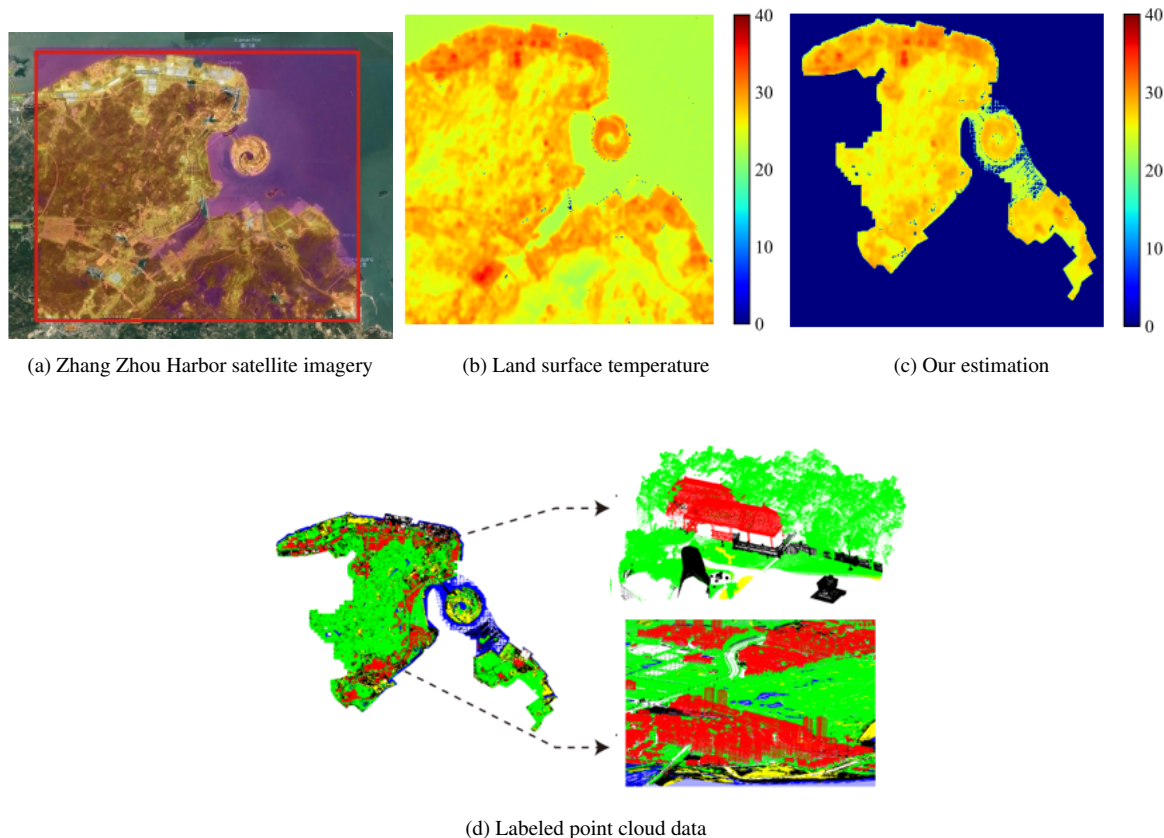 40
30
20
10
0
40
30
20
10
0
(a) Zhang Zhou Harbor satellite imagery
(b) Land surface temperature
(c) Our estimation
(d) Labeled point cloud data